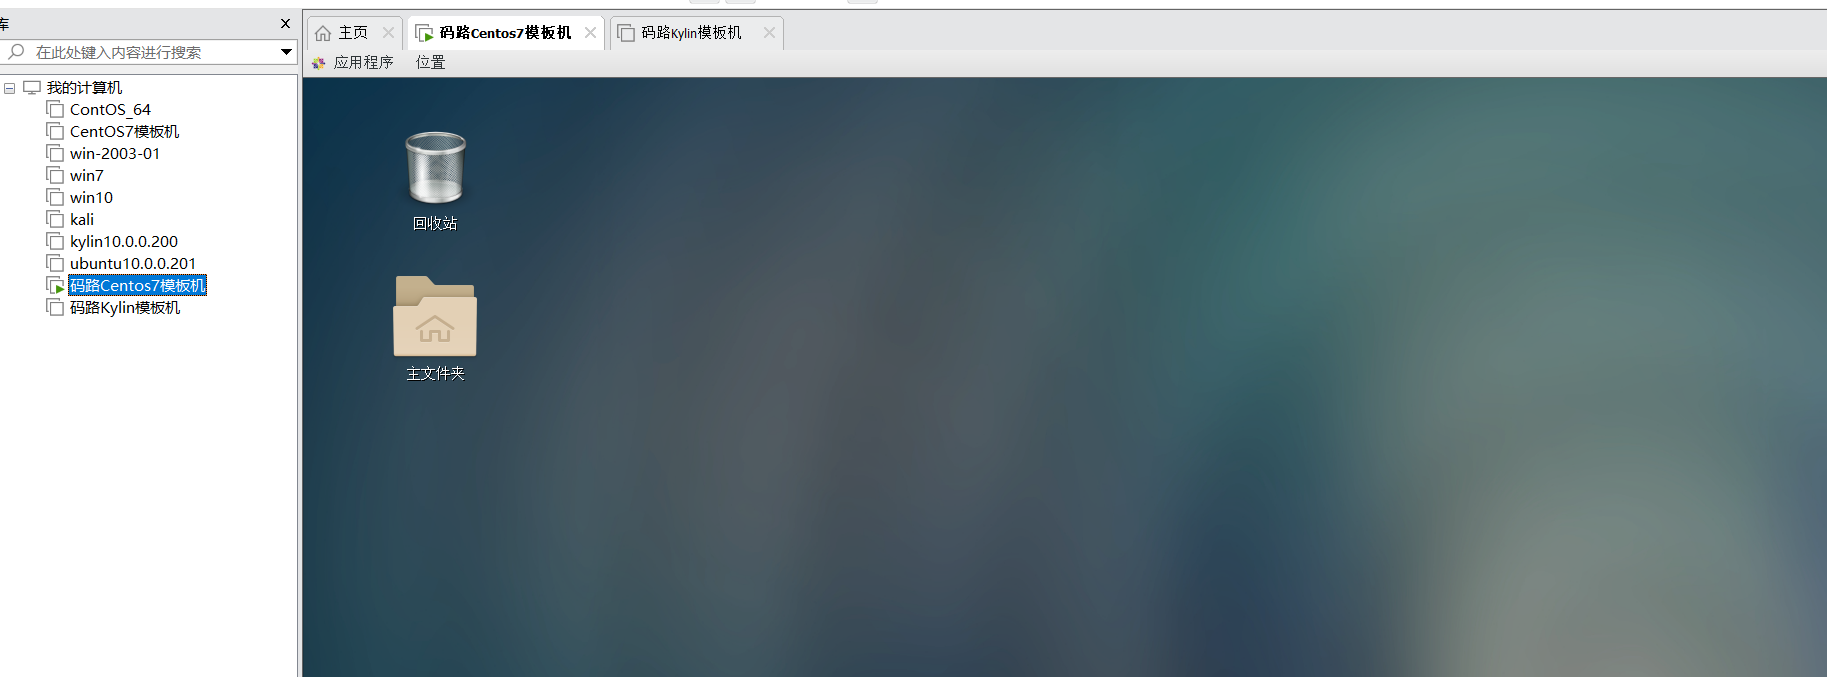 库
在此处键入内容进行搜索
我的计算机
ContOS_64
CentOS7模板机
win-2003-01
win7
win10
kali
kylin10.0.0.200
ubuntu10.0.0.201
码路Centos7模板机
码路Kylin模板机
主页
码路Centos7模板机
码路Kylin模板机
应用程序 位置
回收站
主文件夹